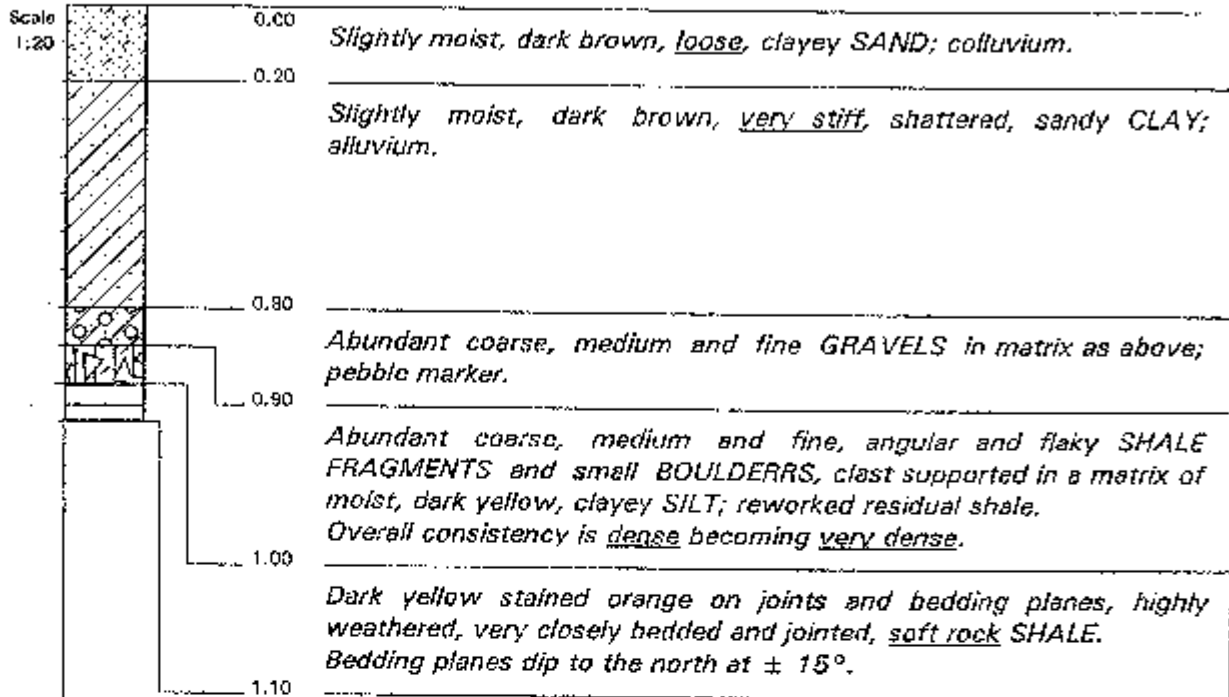 Scale
1:20
0.00
Slightly moist, dark brown, loose, clayey SAND; colluvium.
0.20
Slightly moist, dark brown, very stiff, shattered, sandy CLAY;
alluvium.
0.80
Abundant coarse, medium and fine GRAVELS in matrix as above;
pebble marker.
0.90
Abundant coarse, medium and fine, angular and flaky SHALE
FRAGMENTS and small BOULDERRS, clast supported in a matrix of
moist, dark yellow, clayey SILT; reworked residual shale.
Overall consistency is dense becoming very dense.
1.00
Dark yellow stained orange on joints and bedding planes, highly
weathered, very closely bedded and jointed, soft rock SHALE.
Bedding planes dip to the north at ± 15°.
1.10